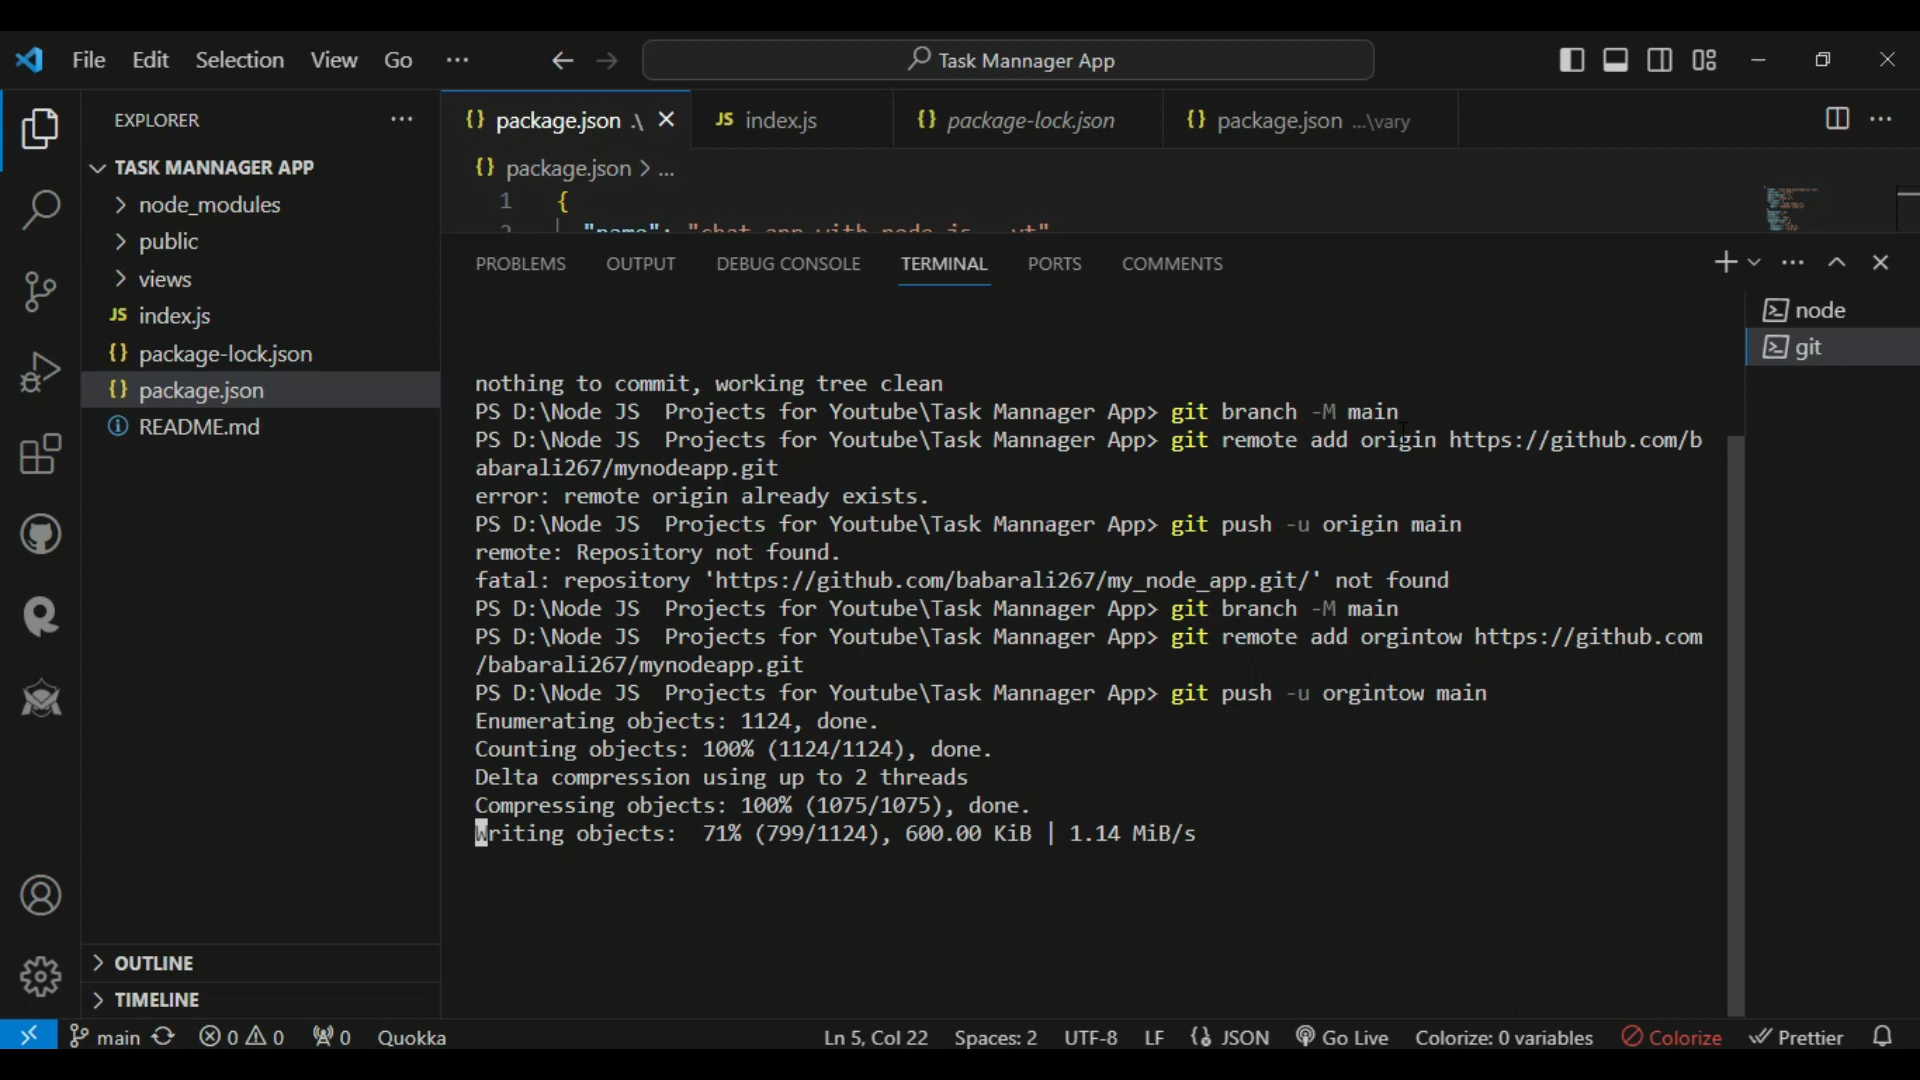 File Edit Selection View Go ··· Task Mannager App
EXPLORER ···
package.json .\ JS index.js {} package-lock.json {} package.json ...\vary
TASK MANNAGER APP
{} package.json > ...
node_modules
1 {
public
2 "name": "chat app with node js - yt"
views
JS index.js
{} package-lock.json
{} package.json
README.md
PROBLEMS OUTPUT DEBUG CONSOLE TERMINAL PORTS COMMENTS
node
git
nothing to commit, working tree clean
PS D:\Node JS  Projects for Youtube\Task Mannager App> git branch -M main
PS D:\Node JS  Projects for Youtube\Task Mannager App> git remote add origin https://github.com/b
abarali267/mynodeapp.git
error: remote origin already exists.
PS D:\Node JS  Projects for Youtube\Task Mannager App> git push -u origin main
remote: Repository not found.
fatal: repository 'https://github.com/babarali267/my_node_app.git/' not found
PS D:\Node JS  Projects for Youtube\Task Mannager App> git branch -M main
PS D:\Node JS  Projects for Youtube\Task Mannager App> git remote add orgintow https://github.com
/babarali267/mynodeapp.git
PS D:\Node JS  Projects for Youtube\Task Mannager App> git push -u orgintow main
Enumerating objects: 1124, done.
Counting objects: 100% (1124/1124), done.
Delta compression using up to 2 threads
Compressing objects: 100% (1075/1075), done.
Writing objects:  71% (799/1124), 600.00 KiB | 1.14 MiB/s
OUTLINE
TIMELINE
main 0 0 0 Quokka Ln 5, Col 22 Spaces: 2 UTF-8 LF JSON Go Live Colorize: 0 variables Colorize Prettier